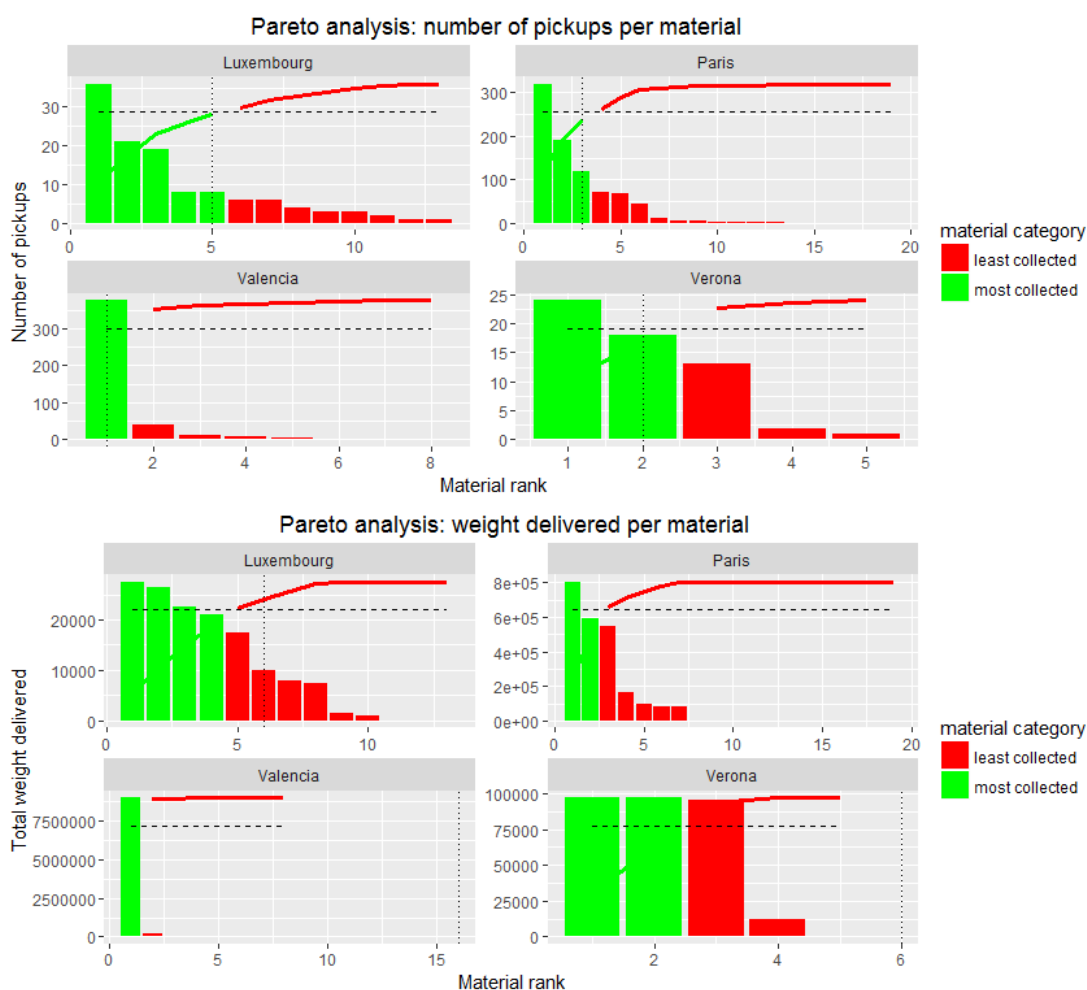 Pareto analysis: number of pickups per material
Luxembourg
Paris
30
20
10
0
0 5 10
300
200
100
0
0 5 10 15 20
Valencia
Verona
300
200
100
0
2 4 6 8
25
20
15
10
5
0
1 2 3 4 5
Number of pickups
Material rank
material category
least collected
most collected
Pareto analysis: weight delivered per material
Luxembourg
Paris
20000
10000
0
0 5 10
8e+05
6e+05
4e+05
2e+05
0e+00
0 5 10 15 20
Valencia
Verona
7500000
5000000
2500000
0
0 5 10 15
100000
75000
50000
25000
0
2 4 6
Total weight delivered
Material rank
material category
least collected
most collected